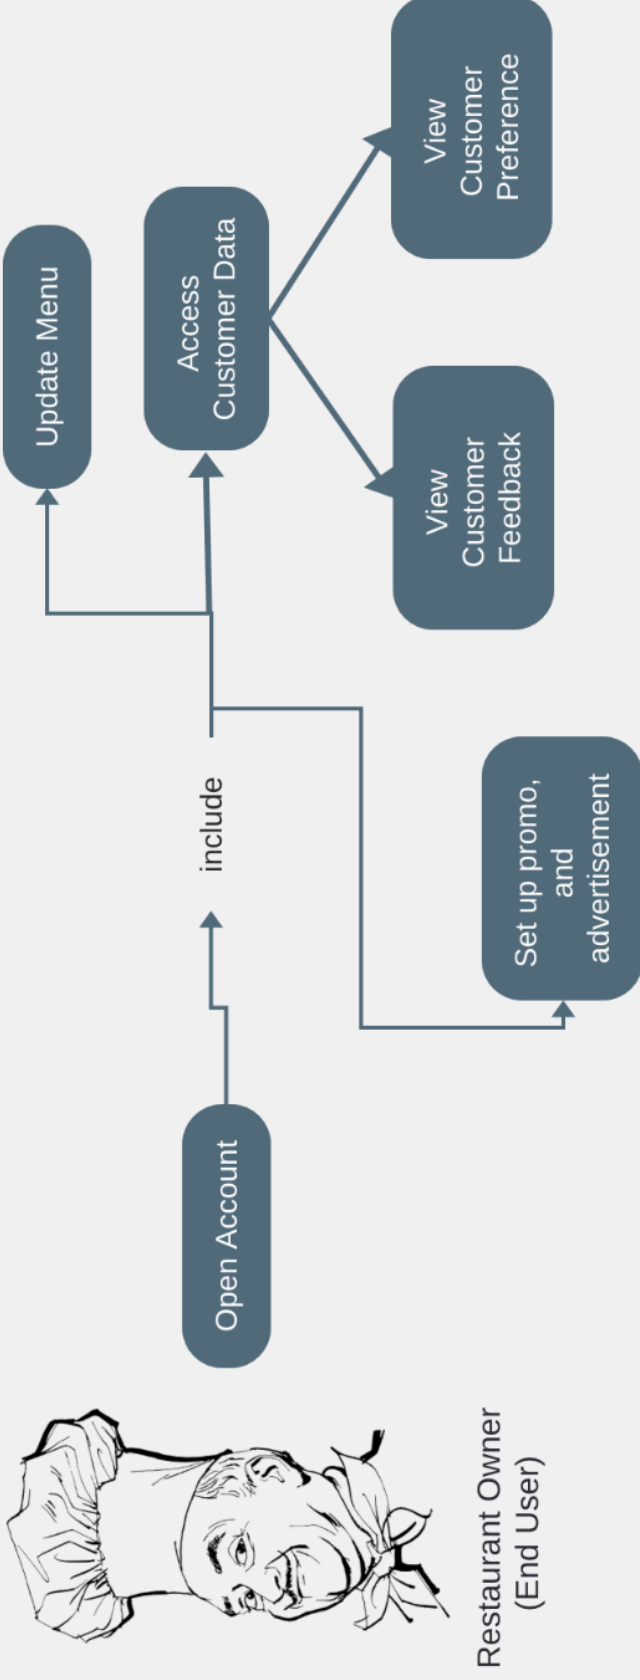 Restaurant Owner
(End User)
Open Account
include
Update Menu
Access
Customer Data
View
Customer
Feedback
View
Customer
Preference
Set up promo,
and
advertisement